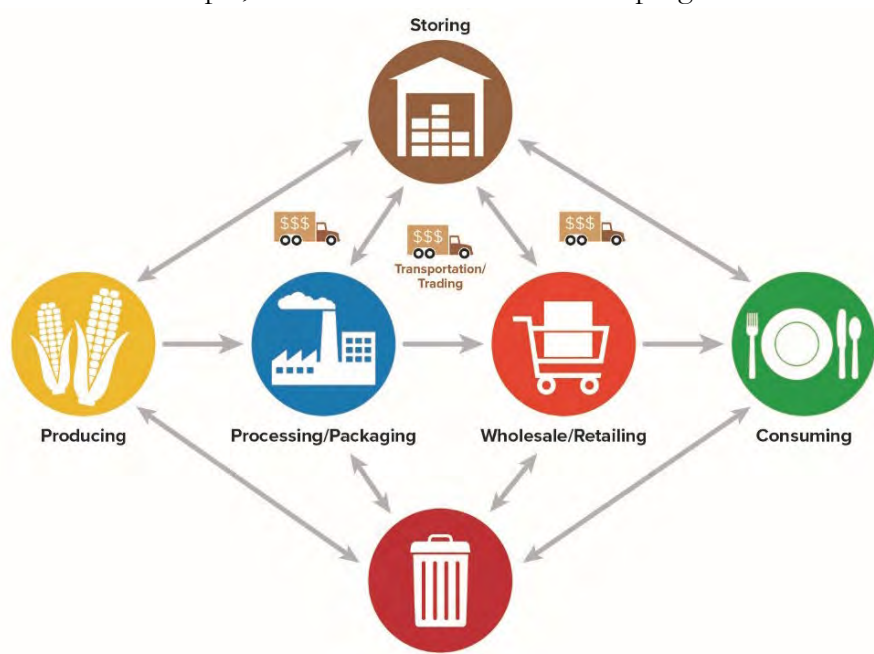 Storing
$$$
$$$
$$$
Transportation/
Trading
Producing
Processing/Packaging
Wholesale/Retailing
Consuming